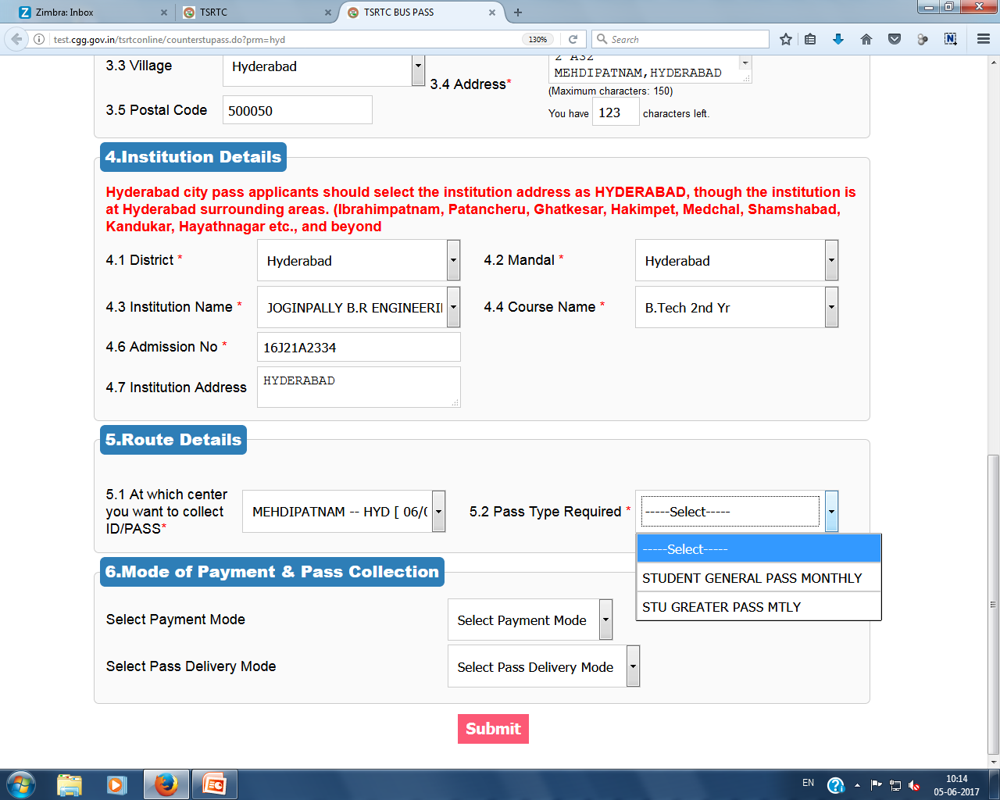 Zimbra: Inbox
TSRTC
TSRTC BUS PASS
test.cgg.gov.in/tsrtconline/counterstupass.do?prm=hyd
130%
Search
3.3 Village
Hyderabad
3.4 Address*
2 A32
MEHDIPATNAM,HYDERABAD
(Maximum characters: 150)
3.5 Postal Code
500050
You have 123 characters left.
4.Institution Details
Hyderabad city pass applicants should select the institution address as HYDERABAD, though the institution is
at Hyderabad surrounding areas. (Ibrahimpatnam, Patancheru, Ghatkesar, Hakimpet, Medchal, Shamshabad,
Kandukar, Hayathnagar etc., and beyond
4.1 District *
Hyderabad
4.2 Mandal *
Hyderabad
4.3 Institution Name *
JOGINPALLY B.R ENGINEERI
4.4 Course Name *
B.Tech 2nd Yr
4.6 Admission No *
16J21A2334
4.7 Institution Address
HYDERABAD
5.Route Details
5.1 At which center
you want to collect
ID/PASS*
MEHDIPATNAM -- HYD [ 06/
5.2 Pass Type Required *
-----Select-----
-----Select-----
STUDENT GENERAL PASS MONTHLY
STU GREATER PASS MTLY
6.Mode of Payment & Pass Collection
Select Payment Mode
Select Payment Mode
Select Pass Delivery Mode
Select Pass Delivery Mode
Submit
EN
10:14
05-06-2017